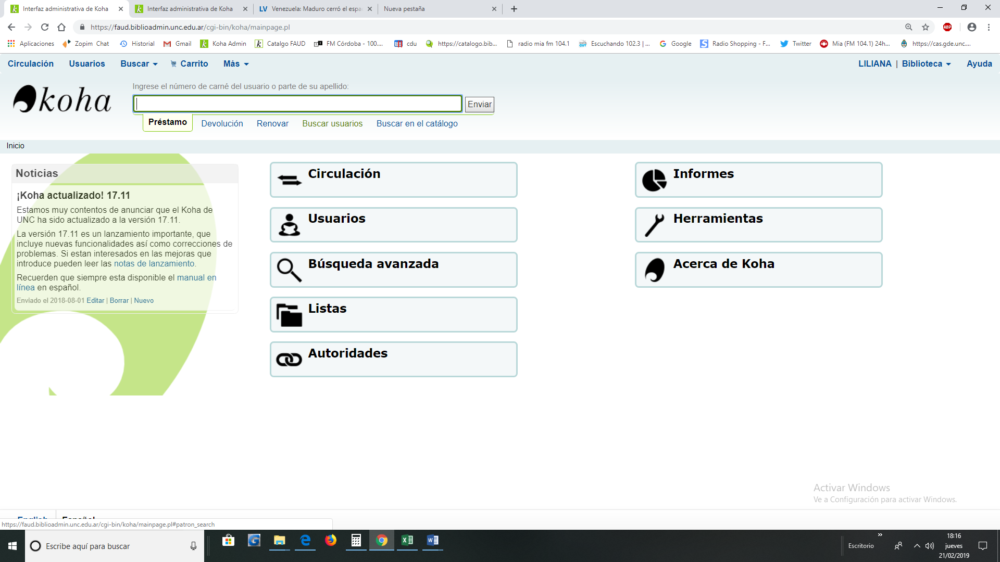 Interfaz administrativa de Koha
Interfaz administrativa de Koha
LV Venezuela: Maduro cerró el espa
Nueva pestaña
https://faud.biblioadmin.unc.edu.ar/cgi-bin/koha/mainpage.pl
ABP
Aplicaciones
Zopim Chat
Historial
Gmail
Koha Admin
Catalgo FAUD
FM Córdoba - 100....
cdu
https://catalogo.bib...
radio mia fm 104.1
Escuchando 102.3 | ...
Google
Radio Shopping - F...
Twitter
Mia (FM 104.1) 24h...
https://cas.gde.unc....
Circulación Usuarios Buscar Carrito Más
LILIANA | Biblioteca Ayuda
koha
Ingrese el número de carné del usuario o parte de su apellido:
Enviar
Préstamo Devolución Renovar Buscar usuarios Buscar en el catálogo
Inicio
Noticias
¡Koha actualizado! 17.11
Estamos muy contentos de anunciar que el Koha de
UNC ha sido actualizado a la versión 17.11.
La versión 17.11 es un lanzamiento importante, que
incluye nuevas funcionalidades así como correcciones de
problemas. Si estan interesados en las mejoras que
introduce pueden leer las notas de lanzamiento.
Recuerden que siempre esta disponible el manual en
línea en español.
Enviado el 2018-08-01 Editar | Borrar | Nuevo
Circulación
Usuarios
Búsqueda avanzada
Listas
Autoridades
Informes
Herramientas
Acerca de Koha
Activar Windows
Ve a Configuración para activar Windows.
English Español
https://faud.biblioadmin.unc.edu.ar/cgi-bin/koha/mainpage.pl#patron_search
Escribe aquí para buscar
Escritorio
18:16
jueves
21/02/2019